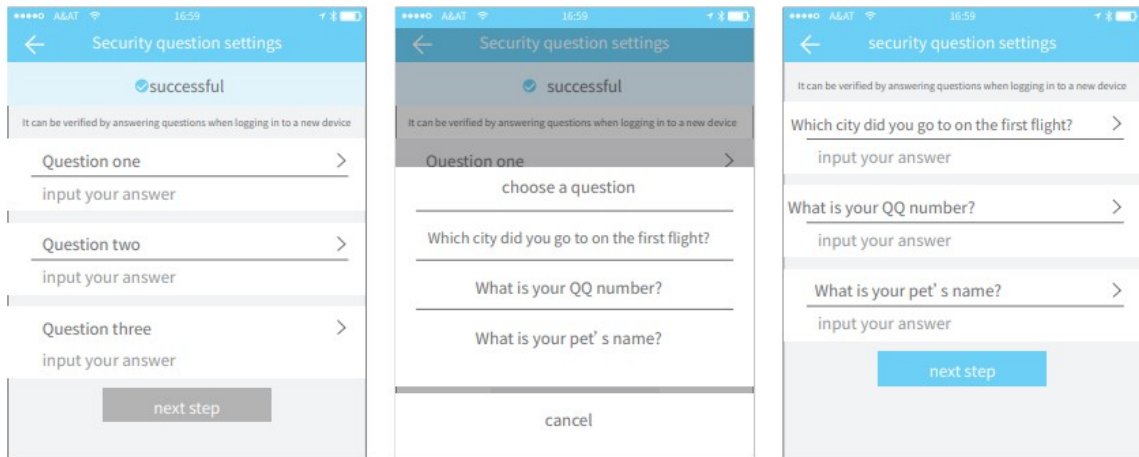 A&AT 16:59
Security question settings
successful
It can be verified by answering questions when logging in to a new device
Question one
input your answer
Question two
input your answer
Question three
input your answer
next step
A&AT 16:59
Security question settings
successful
It can be verified by answering questions when logging in to a new device
Question one
choose a question
Which city did you go to on the first flight?
What is your QQ number?
What is your pet's name?
cancel
A&AT 16:59
security question settings
It can be verified by answering questions when logging in to a new device
Which city did you go to on the first flight?
input your answer
What is your QQ number?
input your answer
What is your pet's name?
input your answer
next step